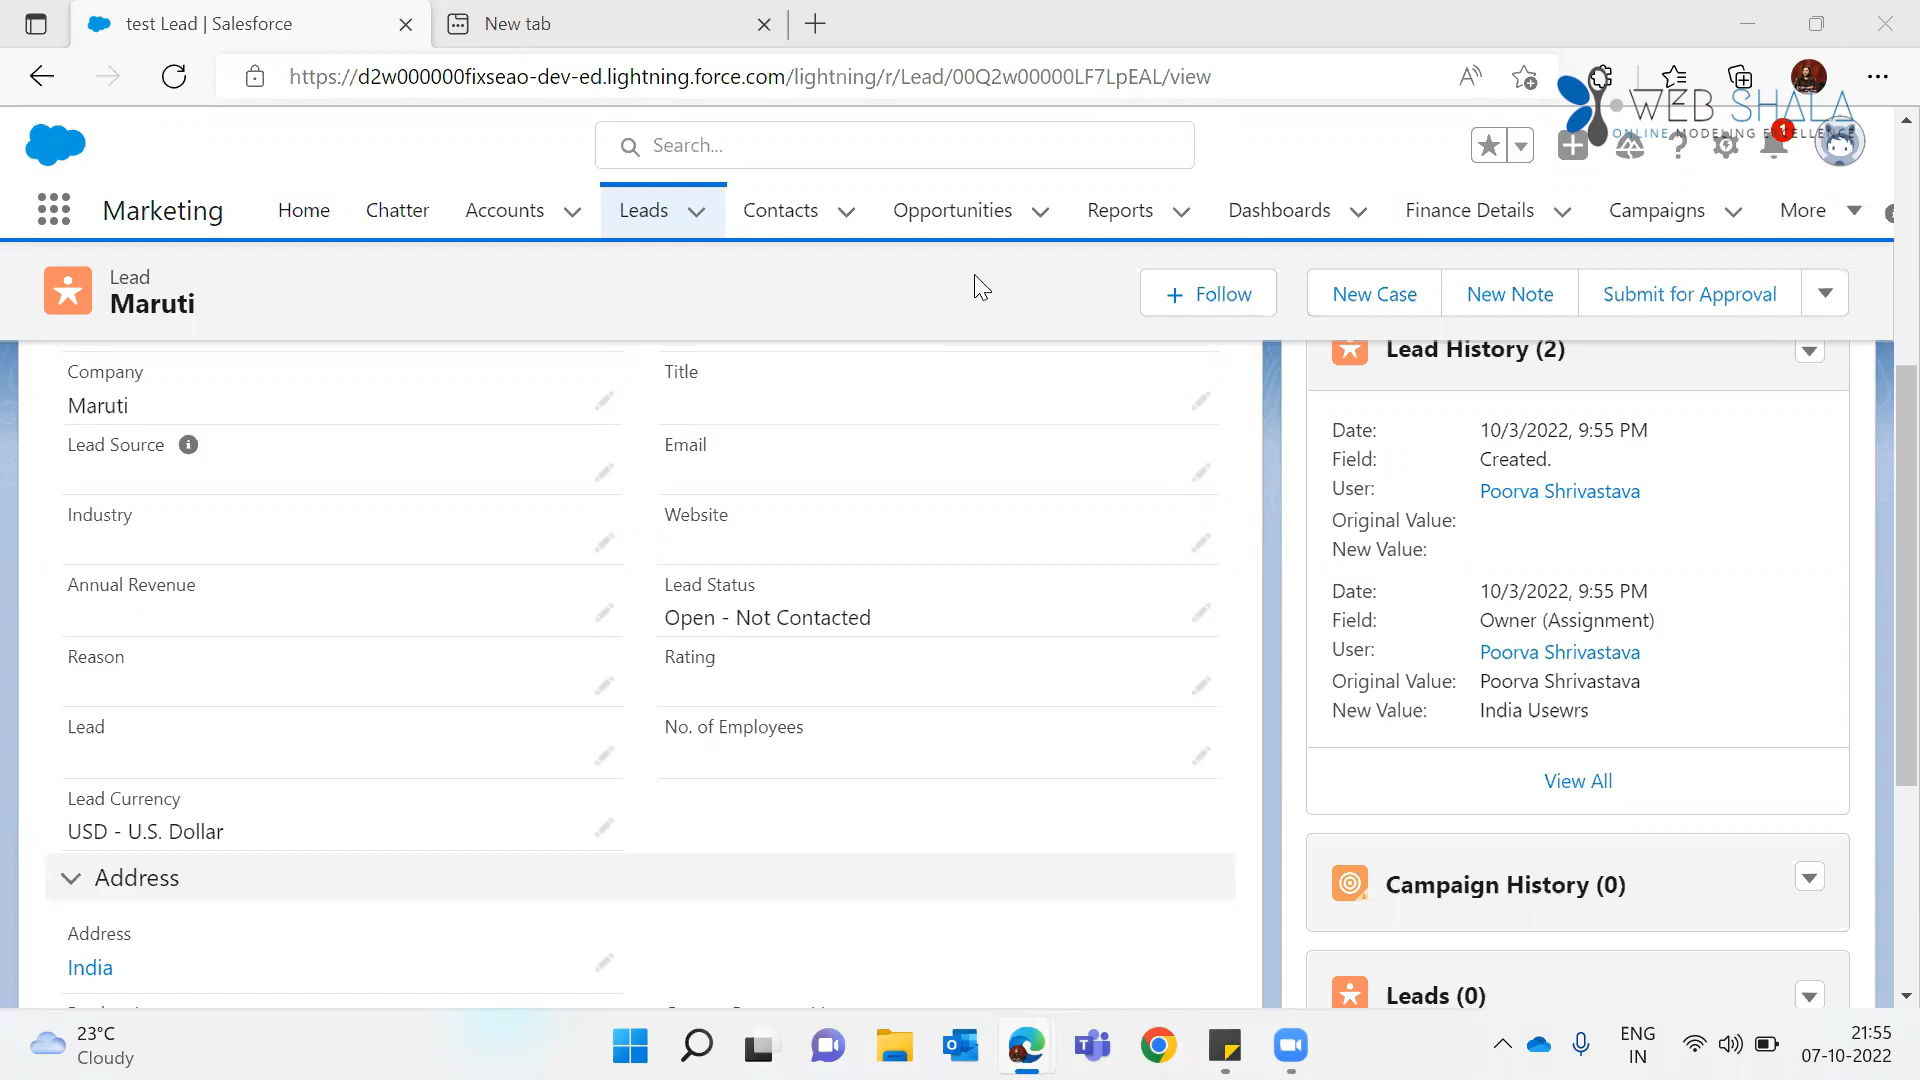 test Lead | Salesforce
New tab
https://d2w000000fixseao-dev-ed.lightning.force.com/lightning/r/Lead/00Q2w00000LF7LpEAL/view
WEB SHALA
ONLINE MODELING EXCELLENCE
Search...
1
Marketing
Home
Chatter
Accounts
Leads
Contacts
Opportunities
Reports
Dashboards
Finance Details
Campaigns
More
Lead
Maruti
+ Follow
New Case
New Note
Submit for Approval
Company
Maruti
Title
Lead Source
Email
Industry
Website
Annual Revenue
Lead Status
Open - Not Contacted
Reason
Rating
Lead
No. of Employees
Lead Currency
USD - U.S. Dollar
Address
Address
India
Lead History (2)
Date: 10/3/2022, 9:55 PM
Field: Created.
User: Poorva Shrivastava
Original Value:
New Value:
Date: 10/3/2022, 9:55 PM
Field: Owner (Assignment)
User: Poorva Shrivastava
Original Value: Poorva Shrivastava
New Value: India Usewrs
View All
Campaign History (0)
Leads (0)
23°C
Cloudy
ENG
IN
21:55
07-10-2022